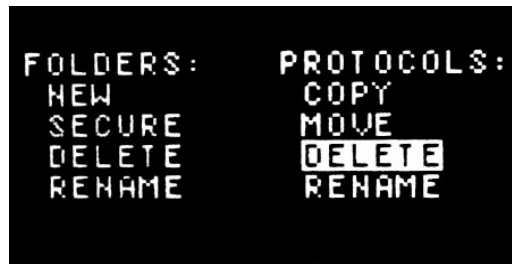 FOLDERS: PROTOCOLS:
NEW COPY
SECURE MOVE
DELETE DELETE
RENAME RENAME